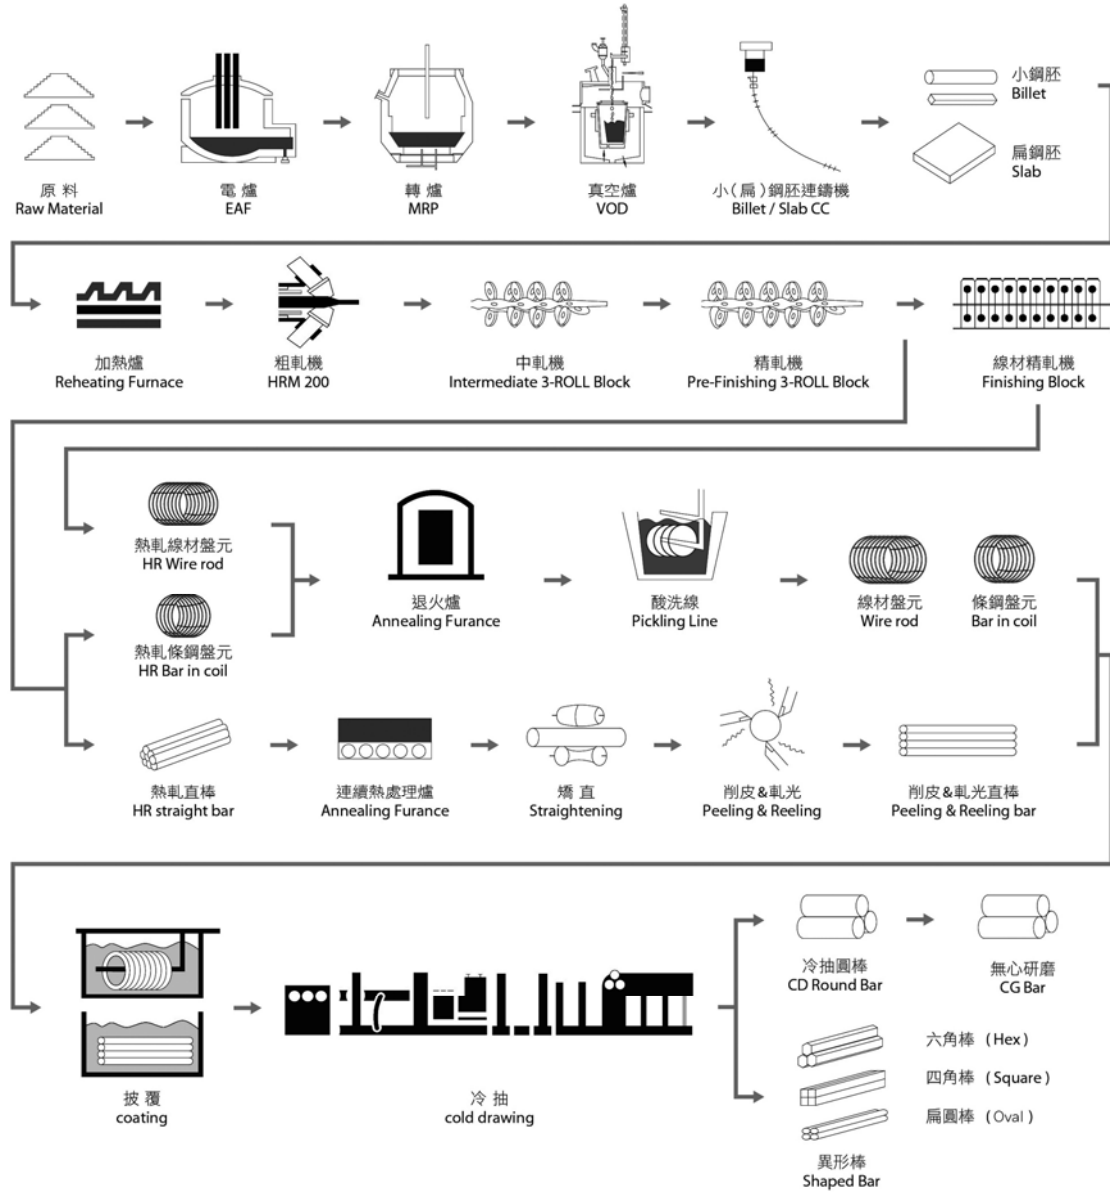 原料
Raw Material
電爐
EAF
轉爐
MRP
真空爐
VOD
小(扁)鋼胚連鑄機
Billet / Slab CC
小鋼胚
Billet
扁鋼胚
Slab
加熱爐
Reheating Furnace
粗軋機
HRM 200
中軋機
Intermediate 3-ROLL Block
精軋機
Pre-Finishing 3-ROLL Block
線材精軋機
Finishing Block
熱軋線材盤元
HR Wire rod
熱軋條鋼盤元
HR Bar in coil
退火爐
Annealing Furance
酸洗線
Pickling Line
線材盤元
Wire rod
條鋼盤元
Bar in coil
熱軋直棒
HR straight bar
連續熱處理爐
Annealing Furance
矯直
Straightening
削皮&軋光
Peeling & Reeling
削皮&軋光直棒
Peeling & Reeling bar
披覆
coating
冷抽
cold drawing
冷抽圓棒
CD Round Bar
無心研磨
CG Bar
六角棒 (Hex)
四角棒 (Square)
扁圓棒 (Oval)
異形棒
Shaped Bar